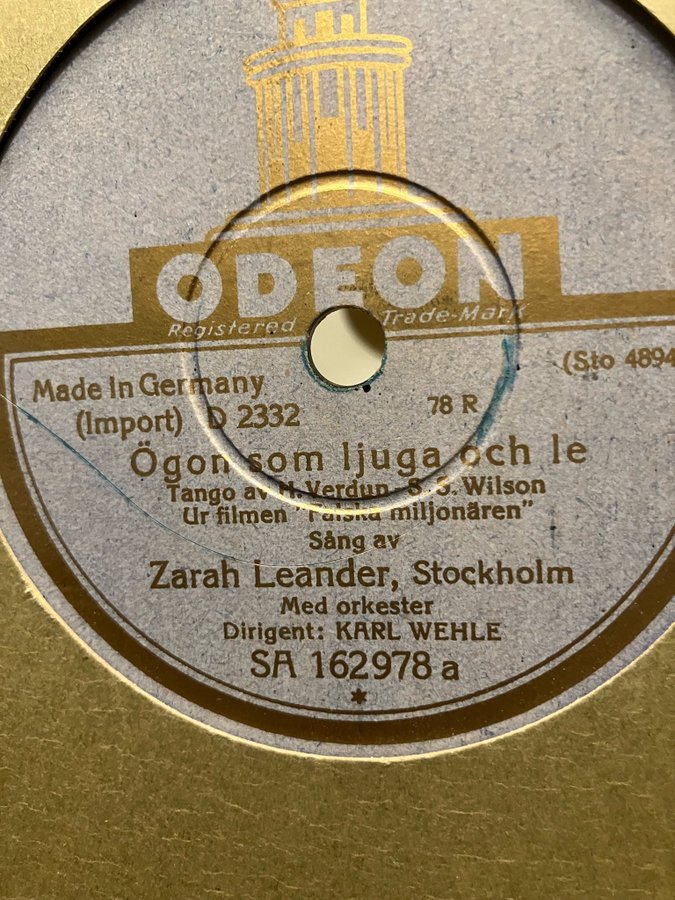 ODEON
Registered Trade-Mark
Made In Germany
(Sto 4894
(Import) D 2332
78 R
Ögon som ljuga och le
Tango av H. Verdun - S. S. Wilson
Ur filmen "Falska miljonären"
Sång av
Zarah Leander, Stockholm
Med orkester
Dirigent: KARL WEHLE
SA 162978 a